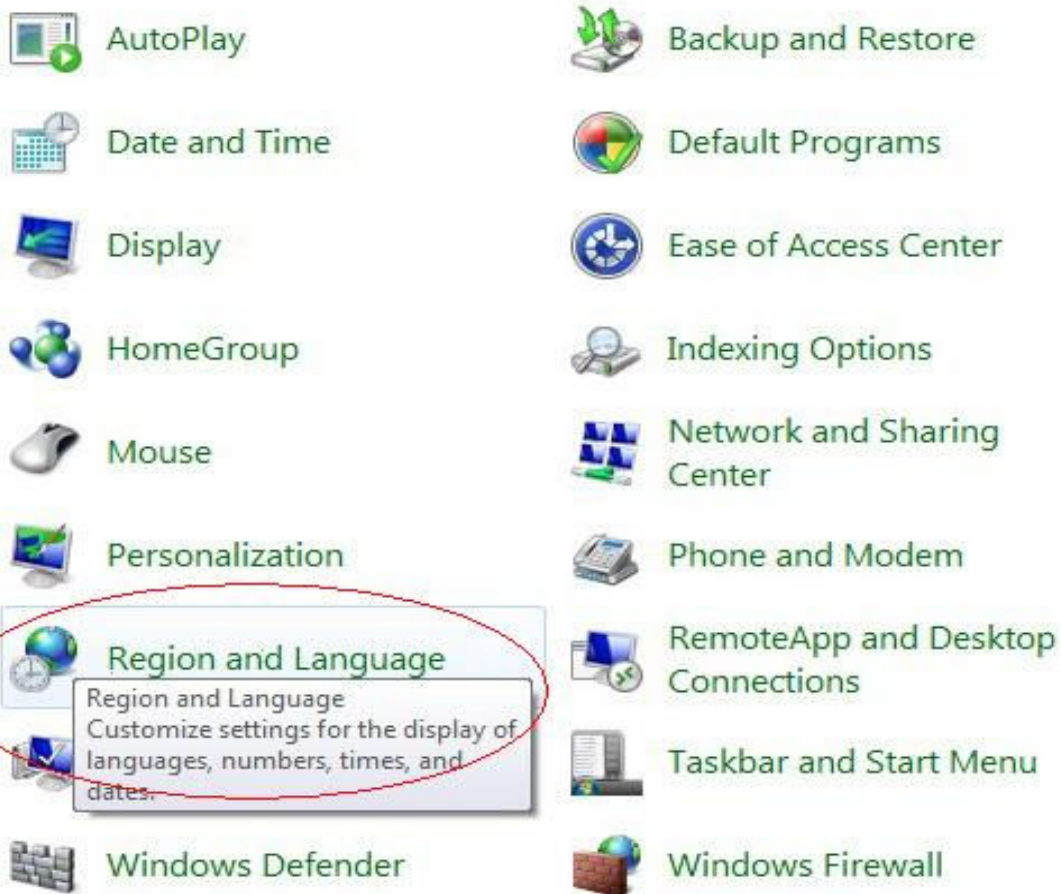 AutoPlay
Backup and Restore
Date and Time
Default Programs
Display
Ease of Access Center
HomeGroup
Indexing Options
Mouse
Network and Sharing
Center
Personalization
Phone and Modem
Region and Language
RemoteApp and Desktop
Connections
Region and Language
Customize settings for the display of
languages, numbers, times, and
dates.
Taskbar and Start Menu
Windows Defender
Windows Firewall